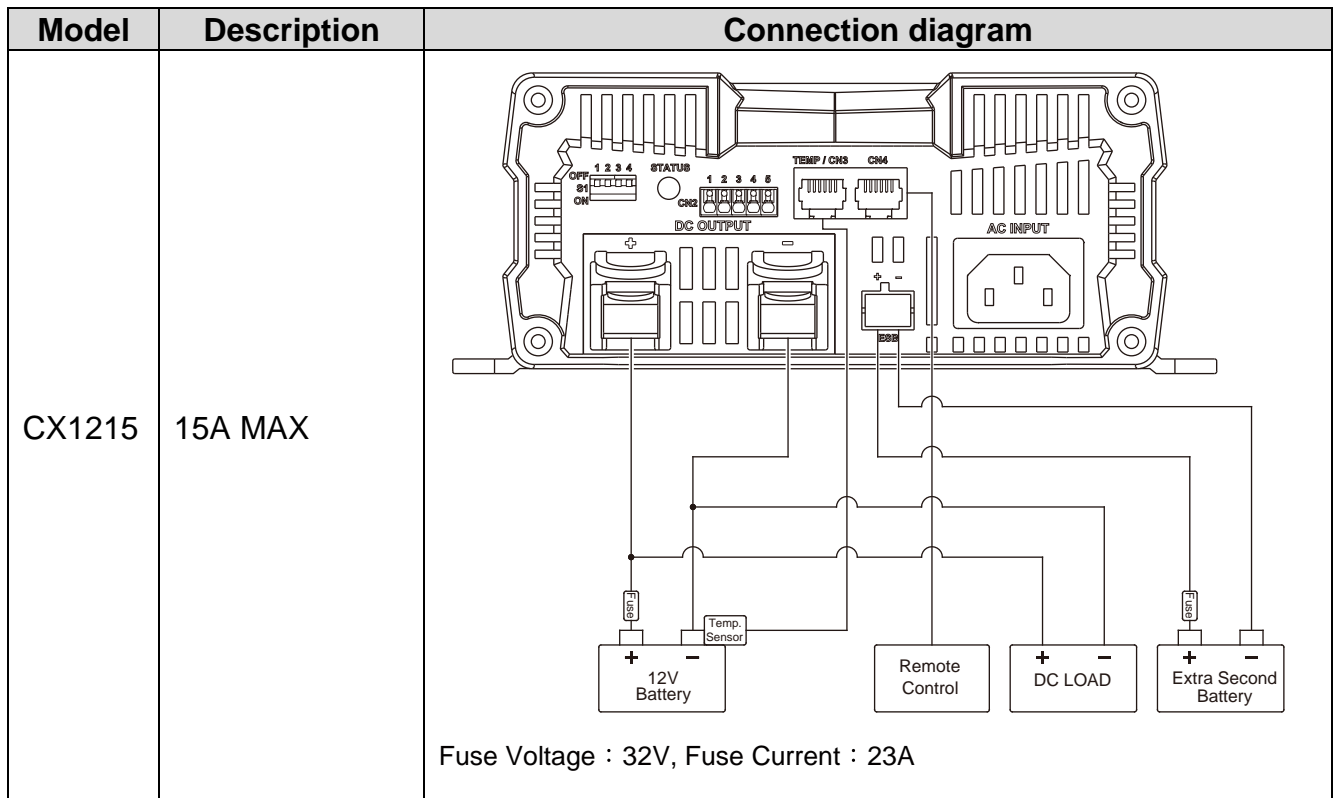 Model Description Connection diagram
CX1215 15A MAX
1 2 3 4
OFF
S1
ON
STATUS
1 2 3 4 5
CN2
TEMP / CN3 CN4
DC OUTPUT
+ -
AC INPUT
+ -
ESB
Fuse
Fuse
Temp.
Sensor
+ -
12V
Battery
Remote
Control
+ -
DC LOAD
+ -
Extra Second
Battery
Fuse Voltage：32V, Fuse Current：23A